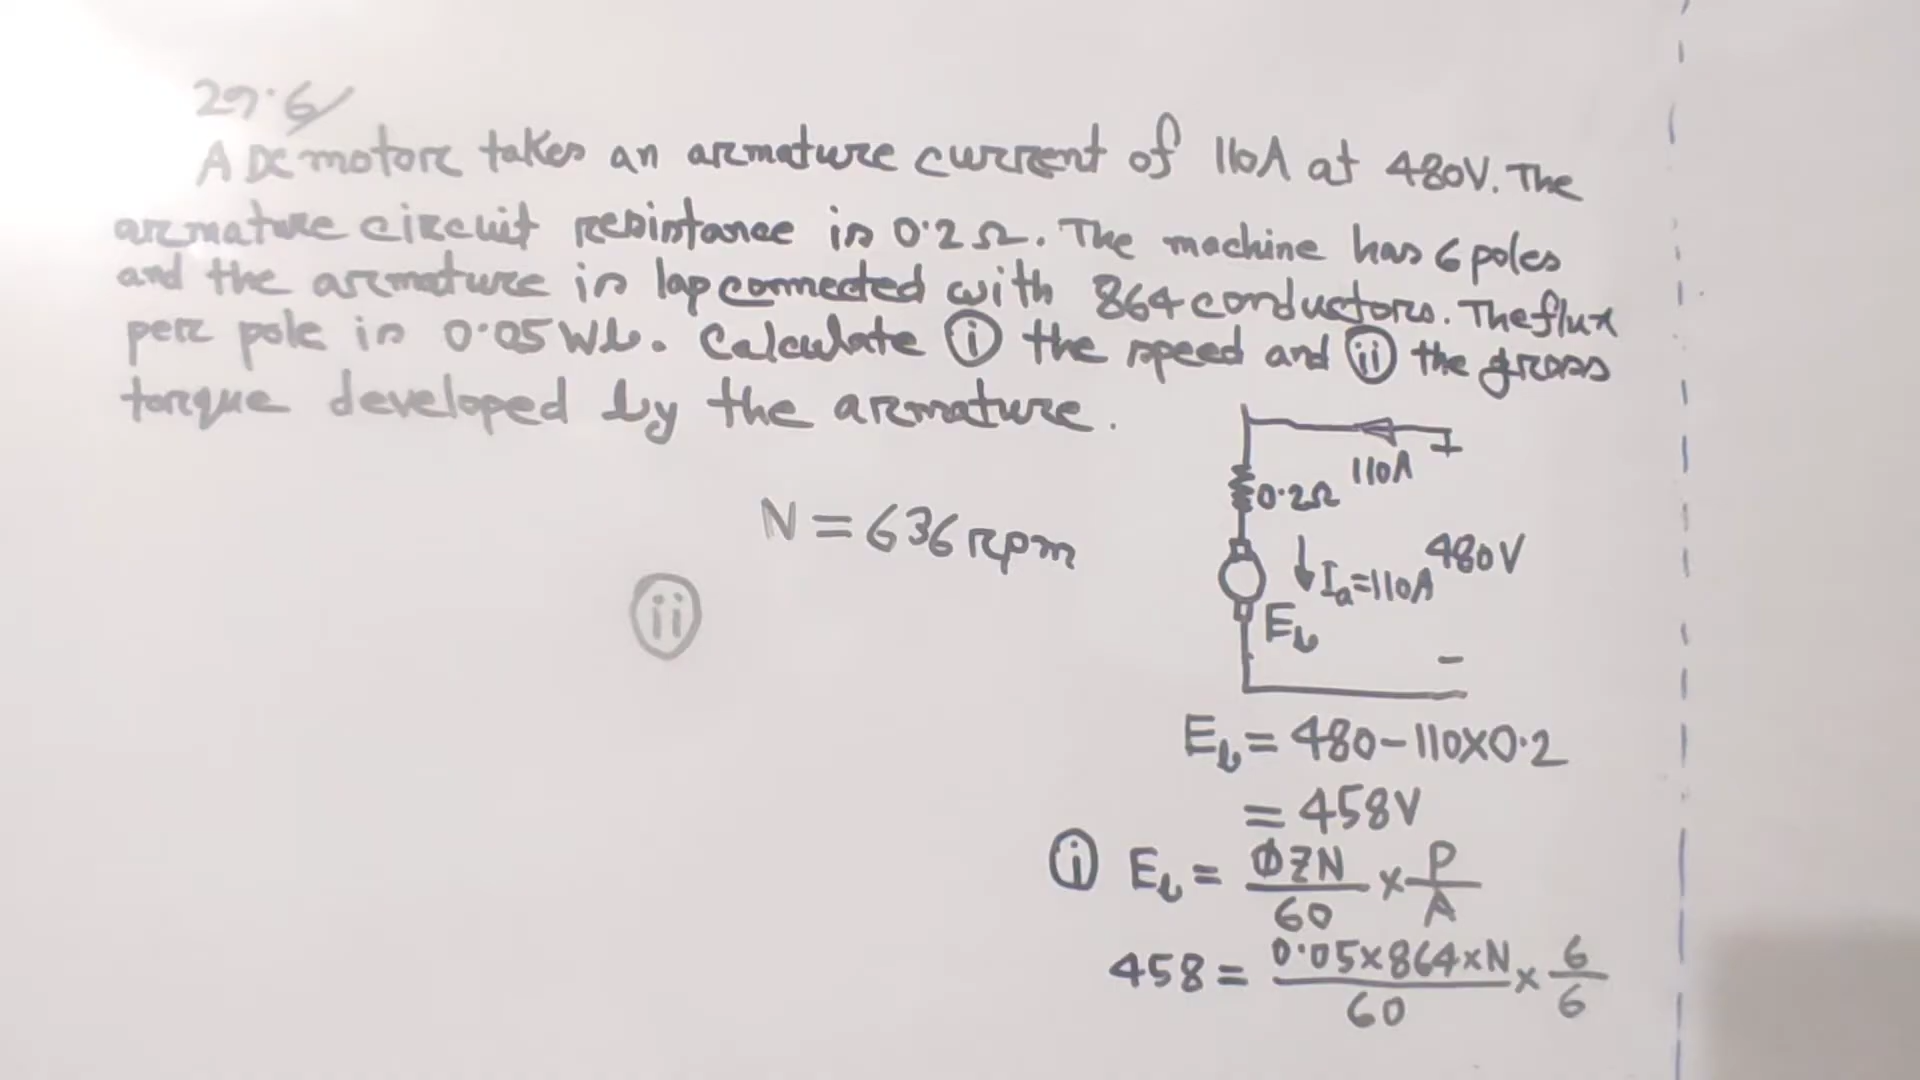 29.6
A DC motor takes an armature current of 110A at 480V. The
armature circuit resistance is 0.2Ω. The machine has 6 poles
and the armature is lap connected with 864 conductors. The flux
per pole is 0.05 Wb. Calculate (i) the speed and (ii) the gross
torque developed by the armature.
I
110A
0.2Ω
480V
↓ Ia=110A
Eb
−
N = 636 rpm
(ii)
Eb = 480-110×0.2
= 458V
(i) Eb = ΦZN/60 × P/A
458 = 0.05×864×N/60 × 6/6